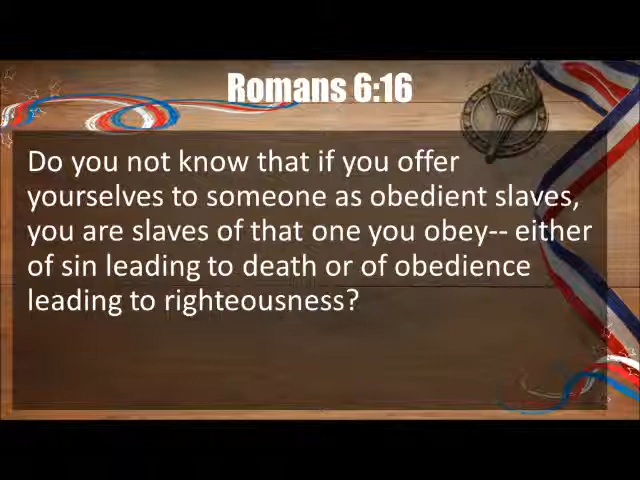 Romans 6:16
Do you not know that if you offer
yourselves to someone as obedient slaves,
you are slaves of that one you obey-- either
of sin leading to death or of obedience
leading to righteousness?